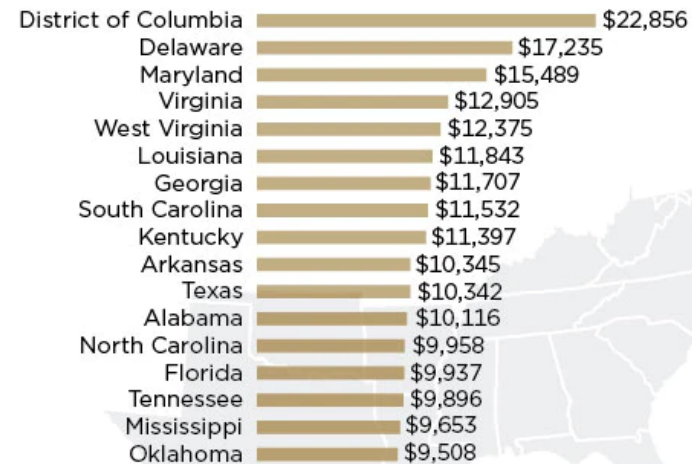 District of Columbia $22,856
Delaware $17,235
Maryland $15,489
Virginia $12,905
West Virginia $12,375
Louisiana $11,843
Georgia $11,707
South Carolina $11,532
Kentucky $11,397
Arkansas $10,345
Texas $10,342
Alabama $10,116
North Carolina $9,958
Florida $9,937
Tennessee $9,896
Mississippi $9,653
Oklahoma $9,508